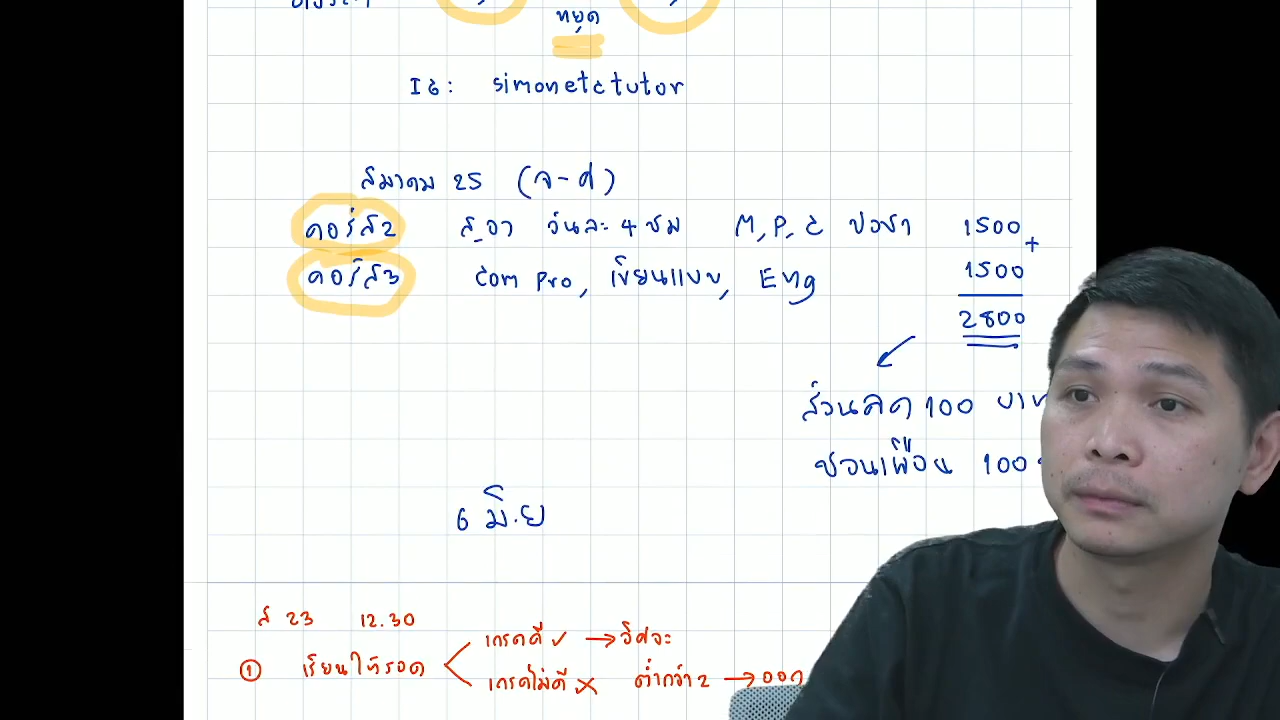 หยุด
IG: simonetctutor
สมาคม 25 (จ-ศ)
คอร์ส2 ส,อา วันละ 4 ชม M, P, C ปวชา 1500 +
คอร์ส3 Com Pro, เขียนแบบ, Eng 1500
2800
ส่วนลด 100 บาท
ชวนเพื่อน 100
6 มิ.ย
ส 23 12.30
① เรียนให้รอด
เกรดดี ✓ → วิศวะ
เกรดไม่ดี ✗ ต่ำกว่า 2 → ออก